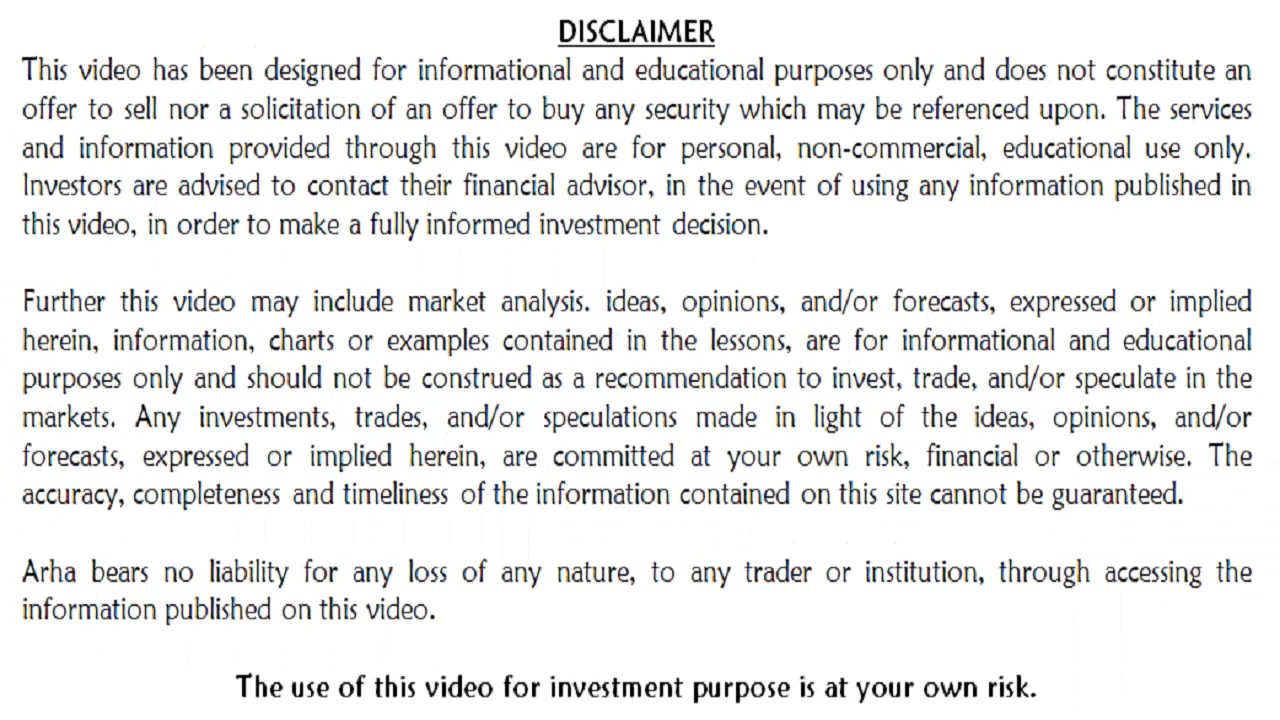 DISCLAIMER
This video has been designed for informational and educational purposes only and does not constitute an
offer to sell nor a solicitation of an offer to buy any security which may be referenced upon. The services
and information provided through this video are for personal, non-commercial, educational use only.
Investors are advised to contact their financial advisor, in the event of using any information published in
this video, in order to make a fully informed investment decision.
Further this video may include market analysis. ideas, opinions, and/or forecasts, expressed or implied
herein, information, charts or examples contained in the lessons, are for informational and educational
purposes only and should not be construed as a recommendation to invest, trade, and/or speculate in the
markets. Any investments, trades, and/or speculations made in light of the ideas, opinions, and/or
forecasts, expressed or implied herein, are committed at your own risk, financial or otherwise. The
accuracy, completeness and timeliness of the information contained on this site cannot be guaranteed.
Arha bears no liability for any loss of any nature, to any trader or institution, through accessing the
information published on this video.
The use of this video for investment purpose is at your own risk.